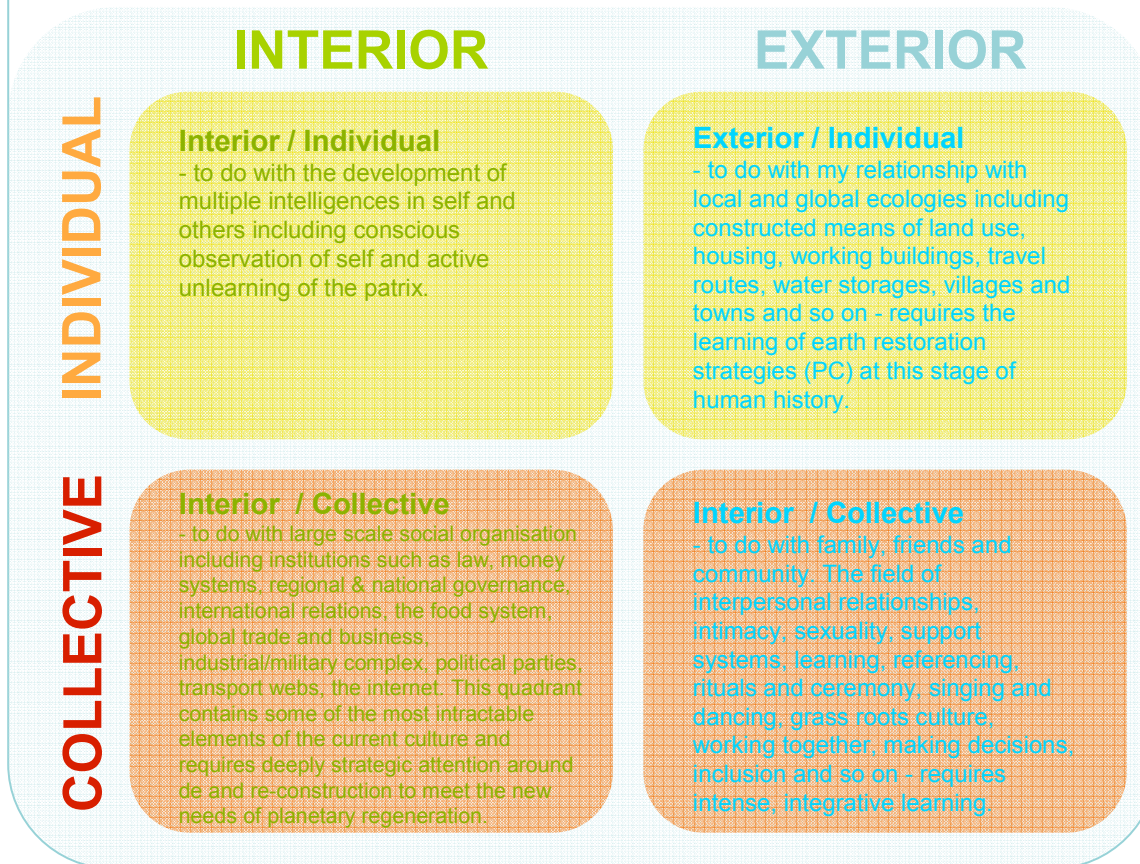 INTERIOR
EXTERIOR
INDIVIDUAL
Interior / Individual
- to do with the development of
multiple intelligences in self and
others including conscious
observation of self and active
unlearning of the patrix.
Exterior / Individual
- to do with my relationship with
local and global ecologies including
constructed means of land use,
housing, working buildings, travel
routes, water storages, villages and
towns and so on - requires the
learning of earth restoration
strategies (PC) at this stage of
human history.
COLLECTIVE
Interior / Collective
- to do with large scale social organisation
including institutions such as law, money
systems, regional & national governance,
international relations, the food system,
global trade and business,
industrial/military complex, political parties,
transport webs, the internet. This quadrant
contains some of the most intractable
elements of the current culture and
requires deeply strategic attention around
de and re-construction to meet the new
needs of planetary regeneration.
Interior / Collective
- to do with family, friends and
community. The field of
interpersonal relationships,
intimacy, sexuality, support
systems, learning, referencing,
rituals and ceremony, singing and
dancing, grass roots culture,
working together, making decisions,
inclusion and so on - requires
intense, integrative learning.